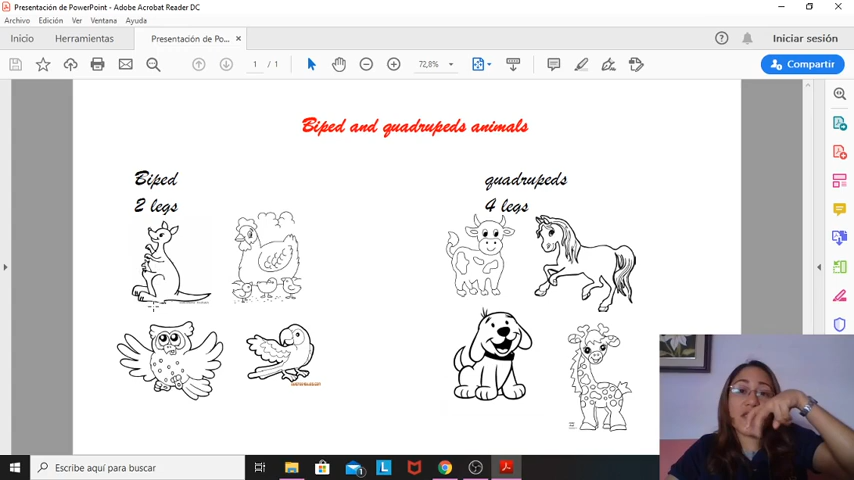 Presentación de PowerPoint - Adobe Acrobat Reader DC
Archivo Edición Ver Ventana Ayuda
Inicio Herramientas Presentación de Po... × Iniciar sesión
1 / 1 72,8% Compartir
Biped and quadrupeds animals
Biped
2 legs
quadrupeds
4 legs
Escribe aquí para buscar